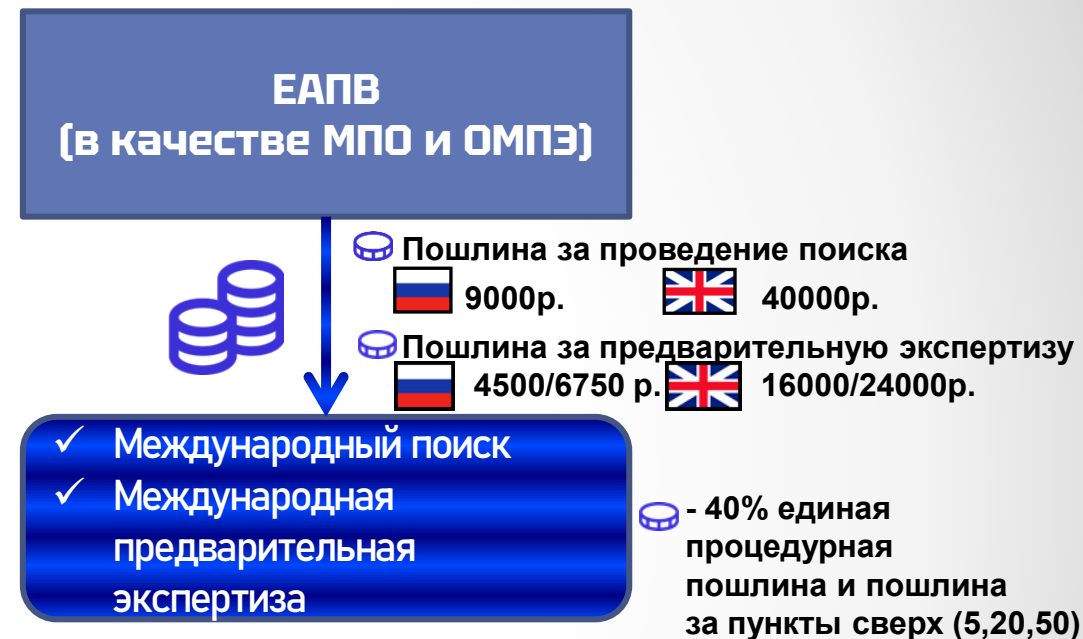 ЕАПВ
(в качестве МПО и ОМПЭ)
Пошлина за проведение поиска
9000р. 40000р.
Пошлина за предварительную экспертизу
4500/6750 р. 16000/24000р.
✓ Международный поиск
✓ Международная
предварительная
экспертиза
- 40% единая
процедурная
пошлина и пошлина
за пункты сверх (5,20,50)